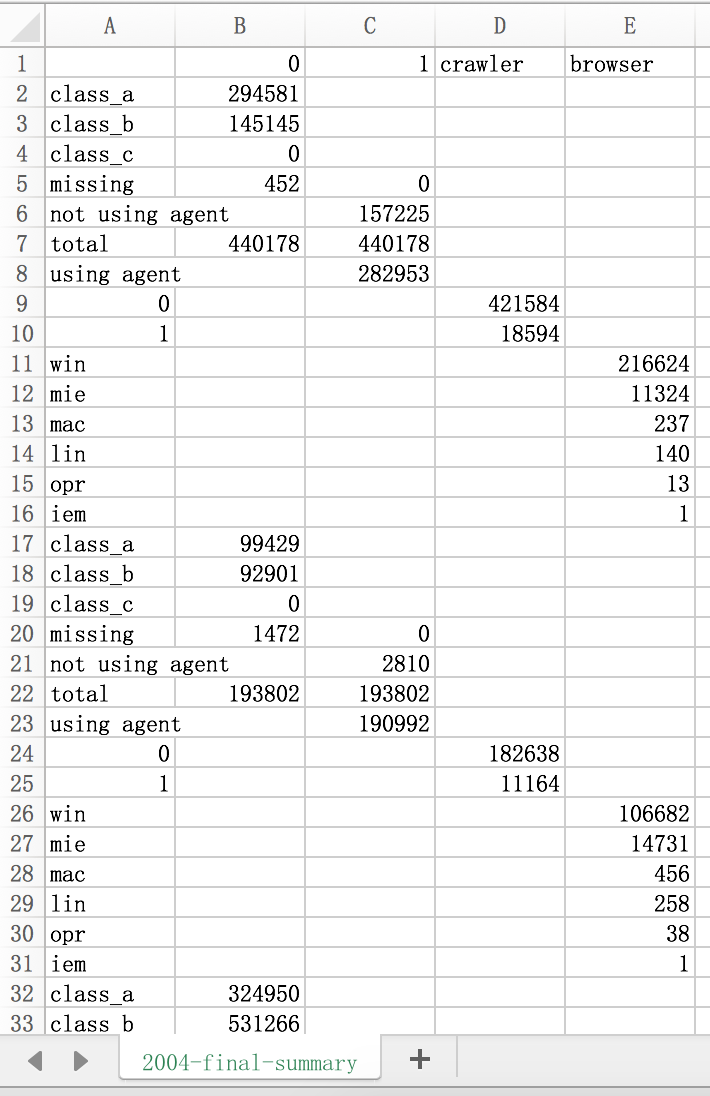 A B C D E
1 0 1 crawler browser
2 class_a 294581
3 class_b 145145
4 class_c 0
5 missing 452 0
6 not using agent 157225
7 total 440178 440178
8 using agent 282953
9 0 421584
10 1 18594
11 win 216624
12 mie 11324
13 mac 237
14 lin 140
15 opr 13
16 iem 1
17 class_a 99429
18 class_b 92901
19 class_c 0
20 missing 1472 0
21 not using agent 2810
22 total 193802 193802
23 using agent 190992
24 0 182638
25 1 11164
26 win 106682
27 mie 14731
28 mac 456
29 lin 258
30 opr 38
31 iem 1
32 class_a 324950
33 class_b 531266
2004-final-summary +